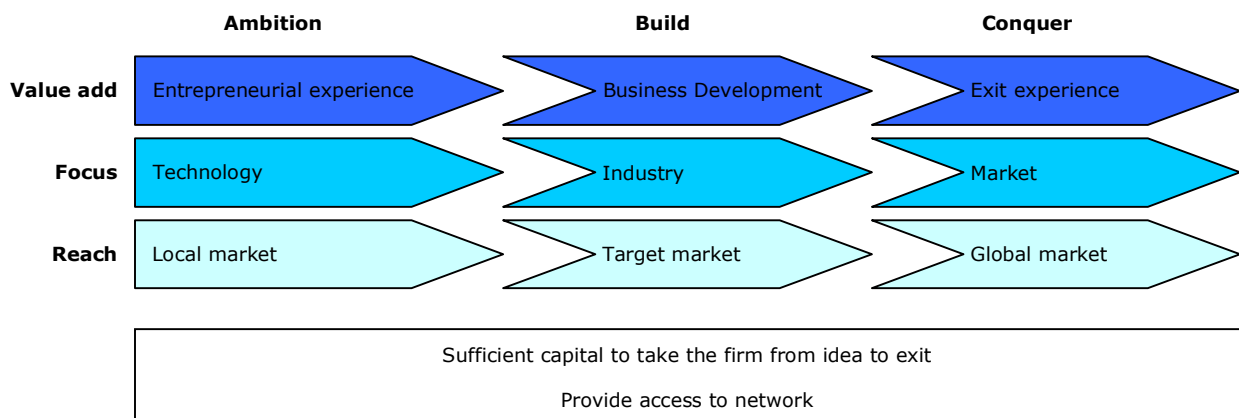 Ambition Build Conquer
Value add Entrepreneurial experience Business Development Exit experience
Focus Technology Industry Market
Reach Local market Target market Global market
Sufficient capital to take the firm from idea to exit
Provide access to network